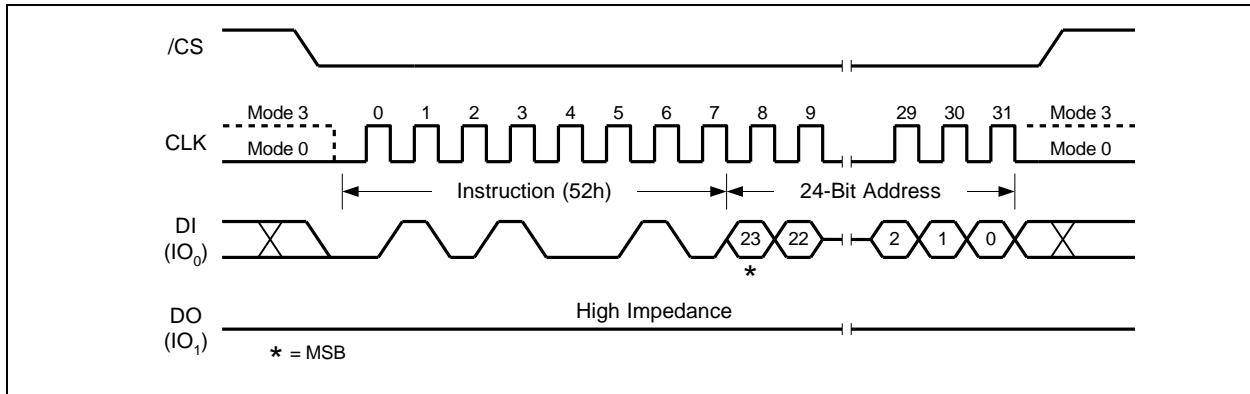 /CS
Mode 3 0 1 2 3 4 5 6 7 8 9 29 30 31 Mode 3
CLK
Mode 0 Mode 0
Instruction (52h) 24-Bit Address
DI
(IO0)
23 22 2 1 0
*
High Impedance
DO
(IO1)
* = MSB